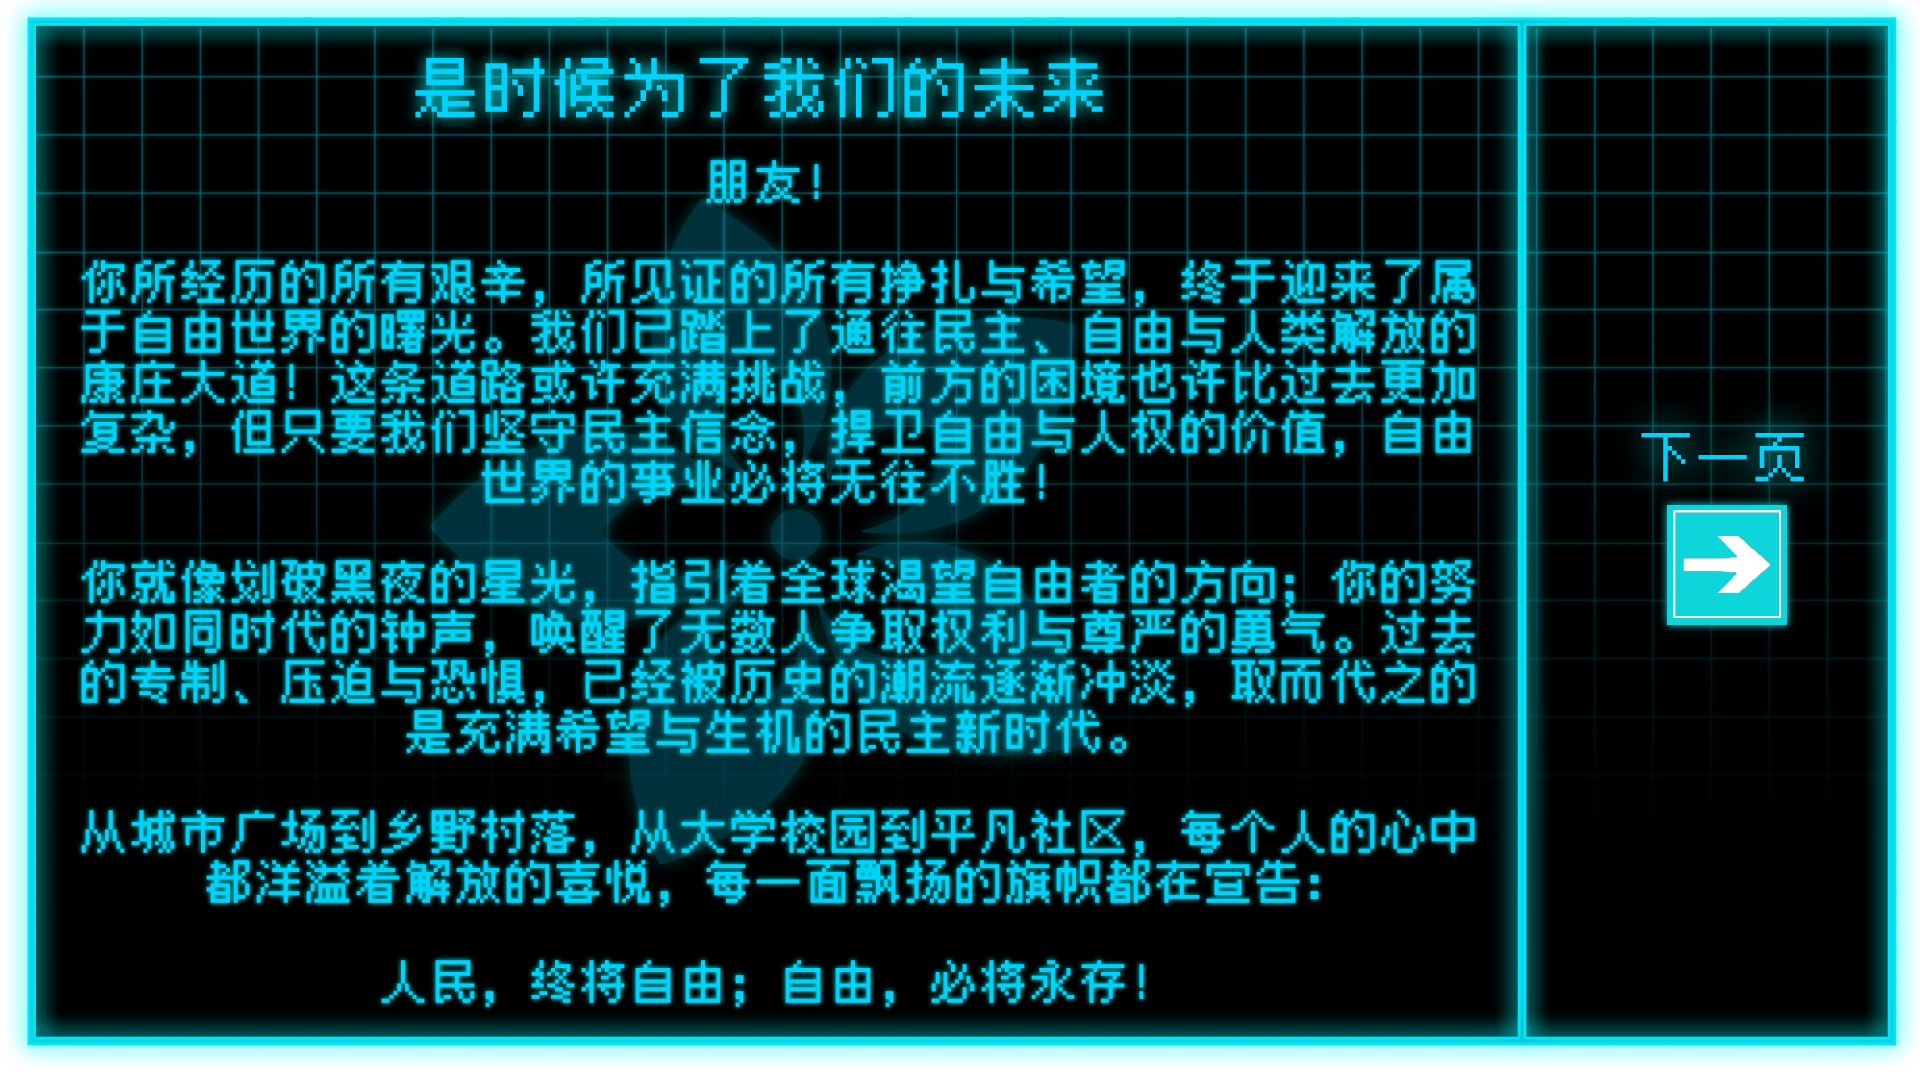 是时候为了我们的未来
朋友!
你所经历的所有艰辛，所见证的所有挣扎与希望，终于迎来了属
于自由世界的曙光。我们已踏上了通往民主、自由与人类解放的
康庄大道！这条道路或许充满挑战，前方的困境也许比过去更加
复杂，但只要我们坚守民主信念，捍卫自由与人权的价值，自由
世界的事业必将无往不胜！
你就像划破黑夜的星光，指引着全球渴望自由者的方向；你的努
力如同时代的钟声，唤醒了无数人争取权利与尊严的勇气。过去
的专制、压迫与恐惧，已经被历史的潮流逐渐冲淡，取而代之的
是充满希望与生机的民主新时代。
从城市广场到乡野村落，从大学校园到平凡社区，每个人的心中
都洋溢着解放的喜悦，每一面飘扬的旗帜都在宣告：
人民，终将自由；自由，必将永存！
下一页